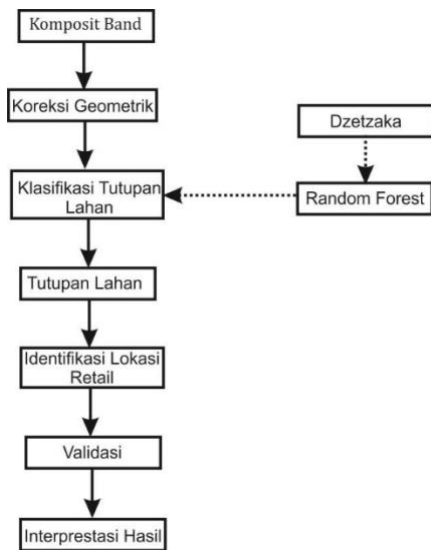 Komposit Band
Koreksi Geometrik
Dzetzaka
Klasifikasi Tutupan
Lahan
Random Forest
Tutupan Lahan
Identifikasi Lokasi
Retail
Validasi
Interprestasi Hasil